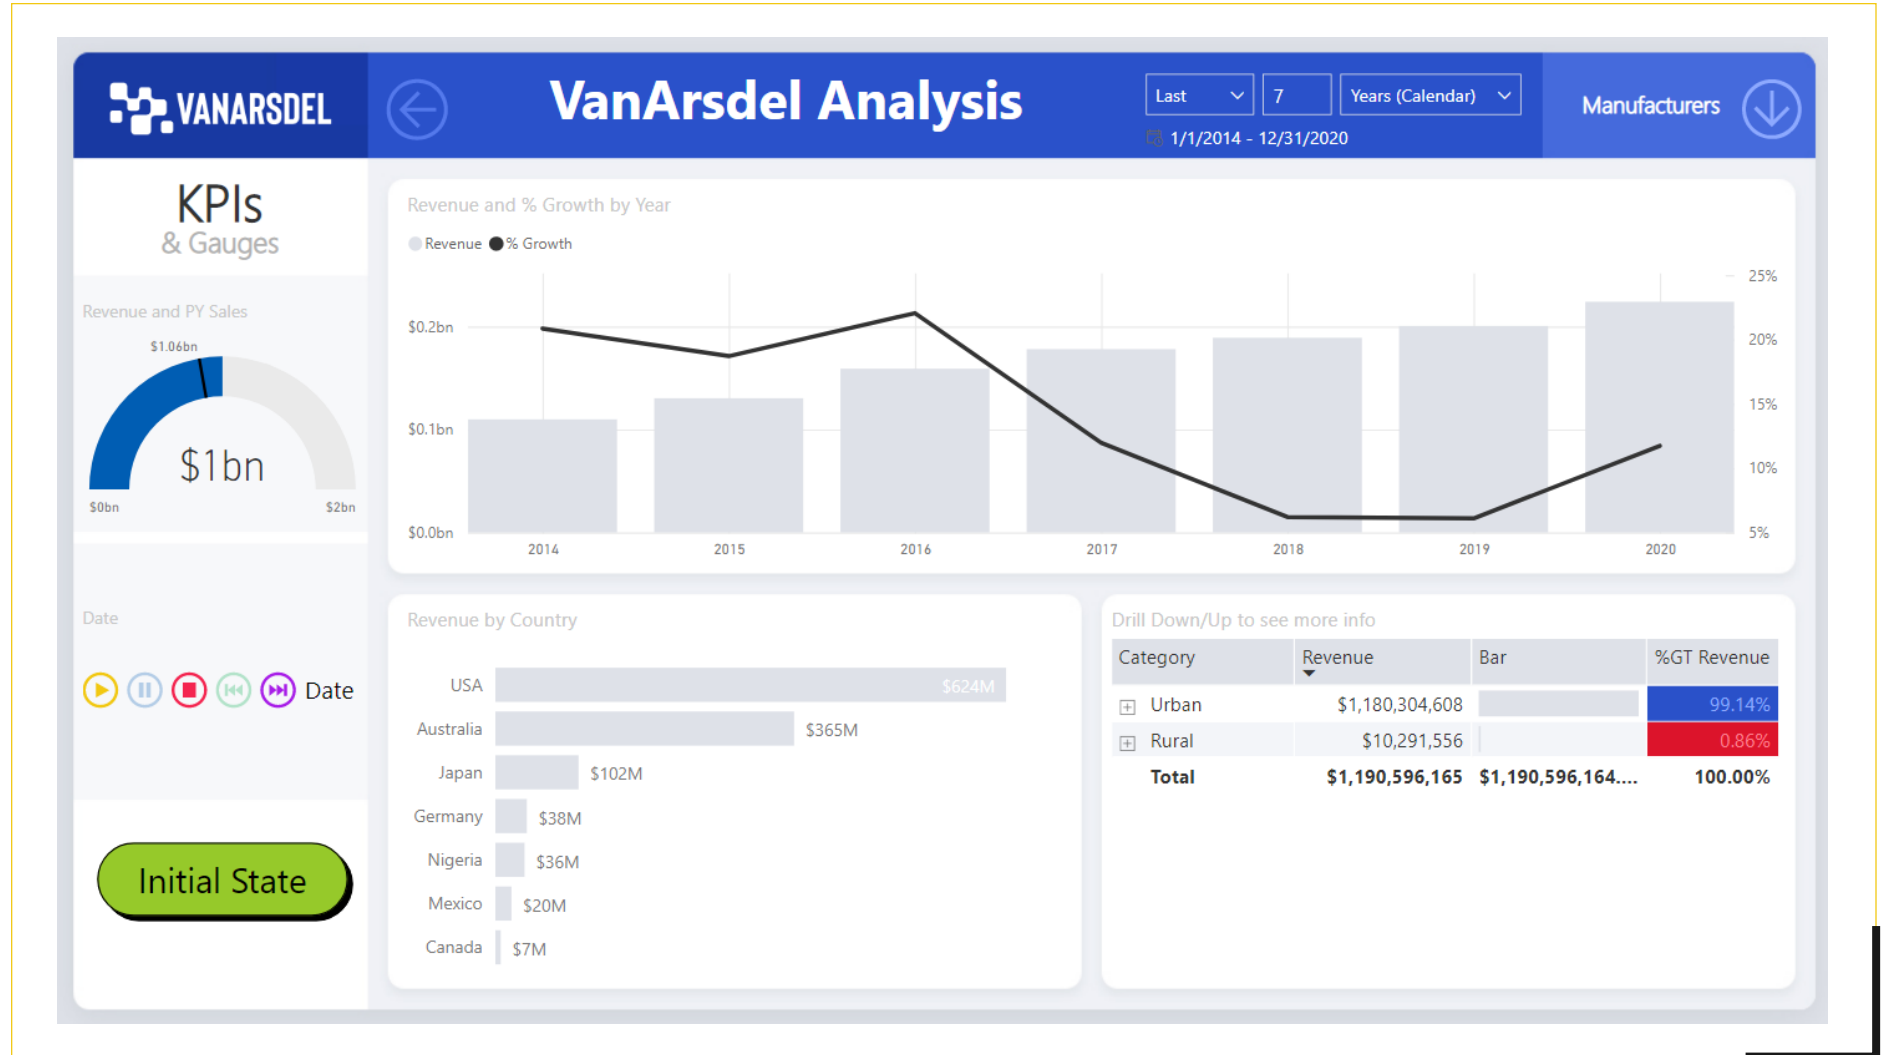 VANARSDEL
VanArsdel Analysis
Last
7
Years (Calendar)
1/1/2014 - 12/31/2020
Manufacturers
KPIs
& Gauges
Revenue and PY Sales
$1.06bn
$1bn
$0bn
$2bn
Date
Date
Initial State
Revenue and % Growth by Year
Revenue
% Growth
$0.2bn
$0.1bn
$0.0bn
25%
20%
15%
10%
5%
2014
2015
2016
2017
2018
2019
2020
Revenue by Country
USA $624M
Australia $365M
Japan $102M
Germany $38M
Nigeria $36M
Mexico $20M
Canada $7M
Drill Down/Up to see more info
Category Revenue Bar %GT Revenue
Urban $1,180,304,608 99.14%
Rural $10,291,556 0.86%
Total $1,190,596,165 $1,190,596,164.... 100.00%